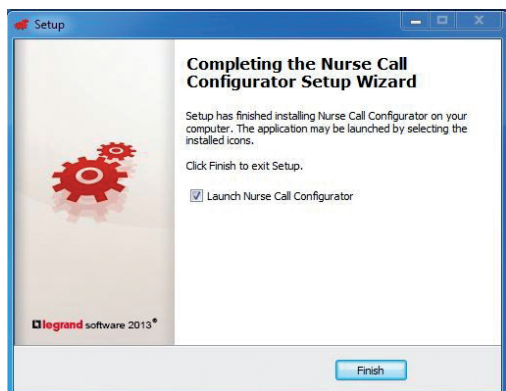 Setup
Completing the Nurse Call
Configurator Setup Wizard
Setup has finished installing Nurse Call Configurator on your
computer. The application may be launched by selecting the
installed icons.
Click Finish to exit Setup.
Launch Nurse Call Configurator
legrand software 2013®
Finish